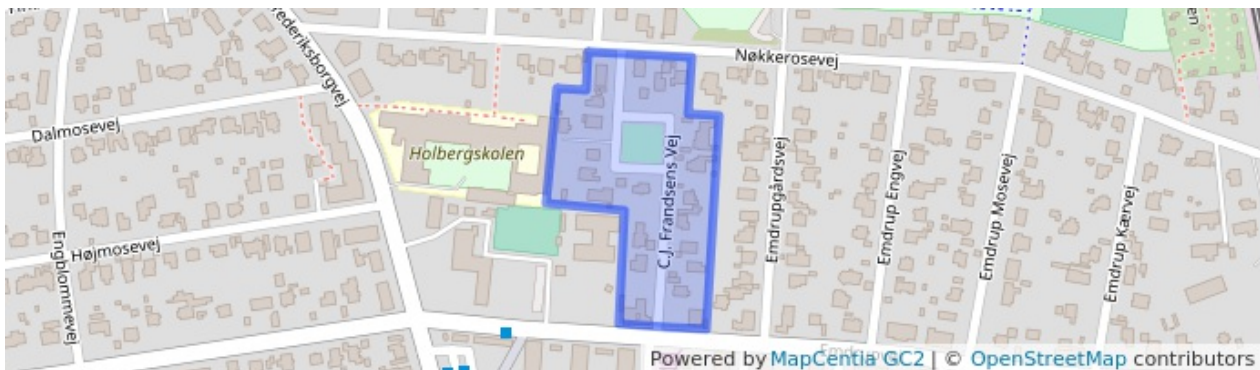 Frederiksborgvej
Nøkkerosevej
Dalmosevej
Holbergskolen
C.J. Frandsens Vej
Emdrupgårdsvej
Emdrup Engvej
Emdrup Mosevej
Emdrup Kærvej
Højmosevej
Engblommevej
Powered by MapCentia GC2 | © OpenStreetMap contributors